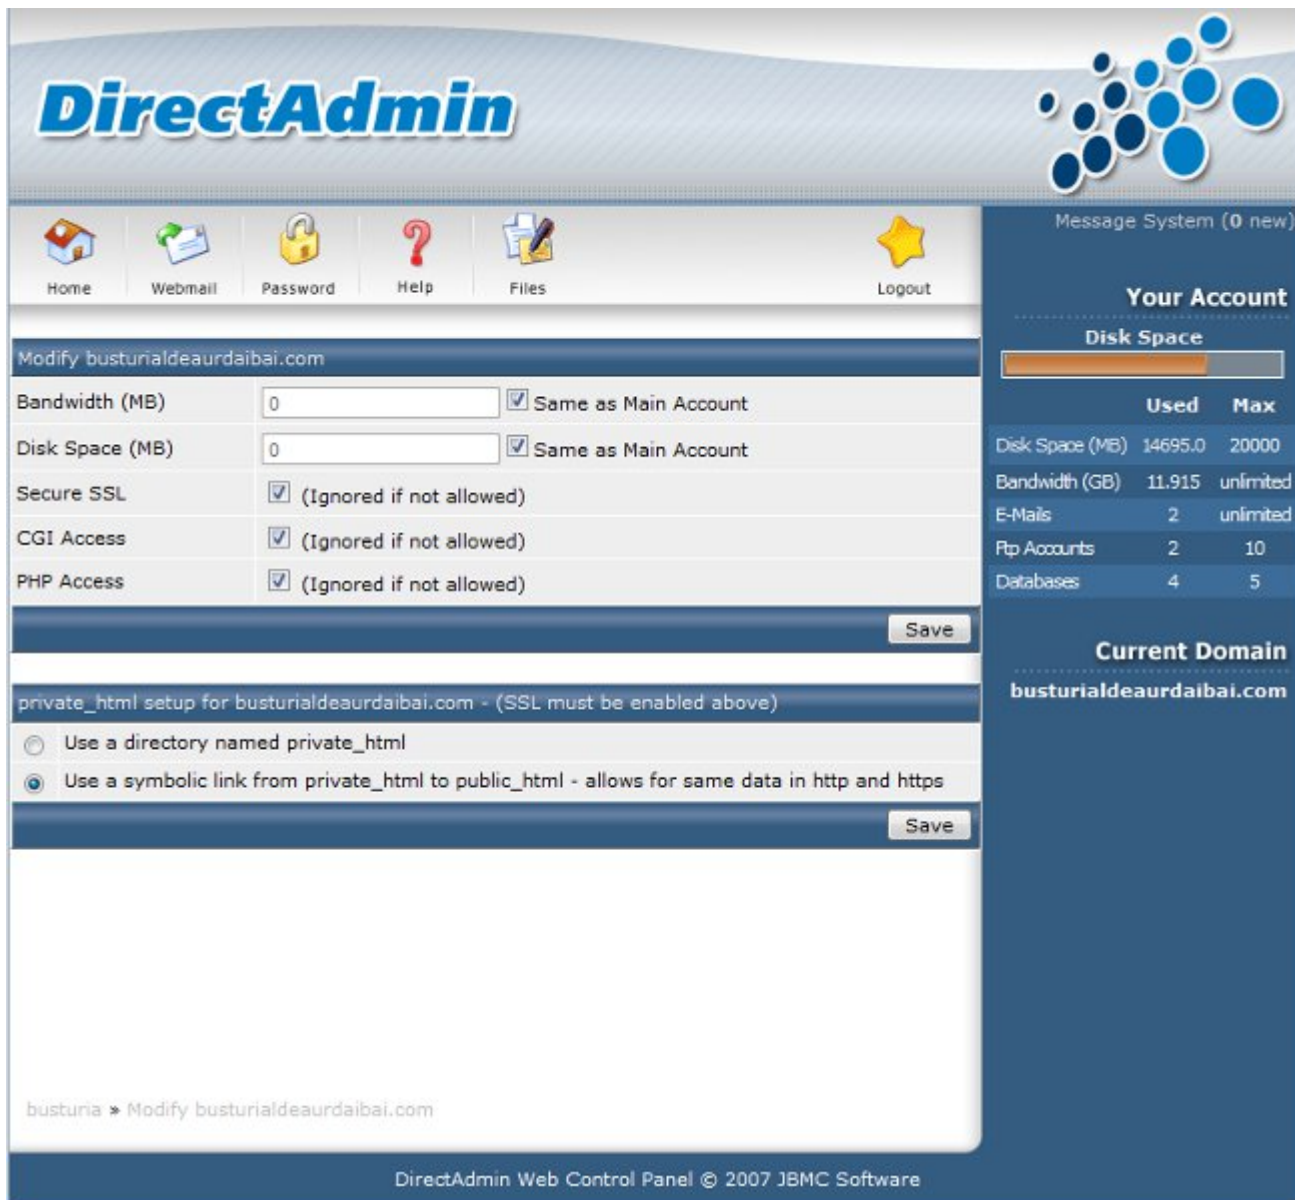 DirectAdmin
Message System (0 new)
Home Webmail Password Help Files Logout
Your Account
Disk Space
Used Max
Disk Space (MB) 14695.0 20000
Bandwidth (GB) 11.915 unlimited
E-Mails 2 unlimited
Ftp Accounts 2 10
Databases 4 5
Current Domain
busturialdeaurdaibai.com
Modify busturialdeaurdaibai.com
Bandwidth (MB) 0 Same as Main Account
Disk Space (MB) 0 Same as Main Account
Secure SSL (Ignored if not allowed)
CGI Access (Ignored if not allowed)
PHP Access (Ignored if not allowed)
Save
private_html setup for busturialdeaurdaibai.com - (SSL must be enabled above)
Use a directory named private_html
Use a symbolic link from private_html to public_html - allows for same data in http and https
Save
busturia » Modify busturialdeaurdaibai.com
DirectAdmin Web Control Panel © 2007 JBMC Software